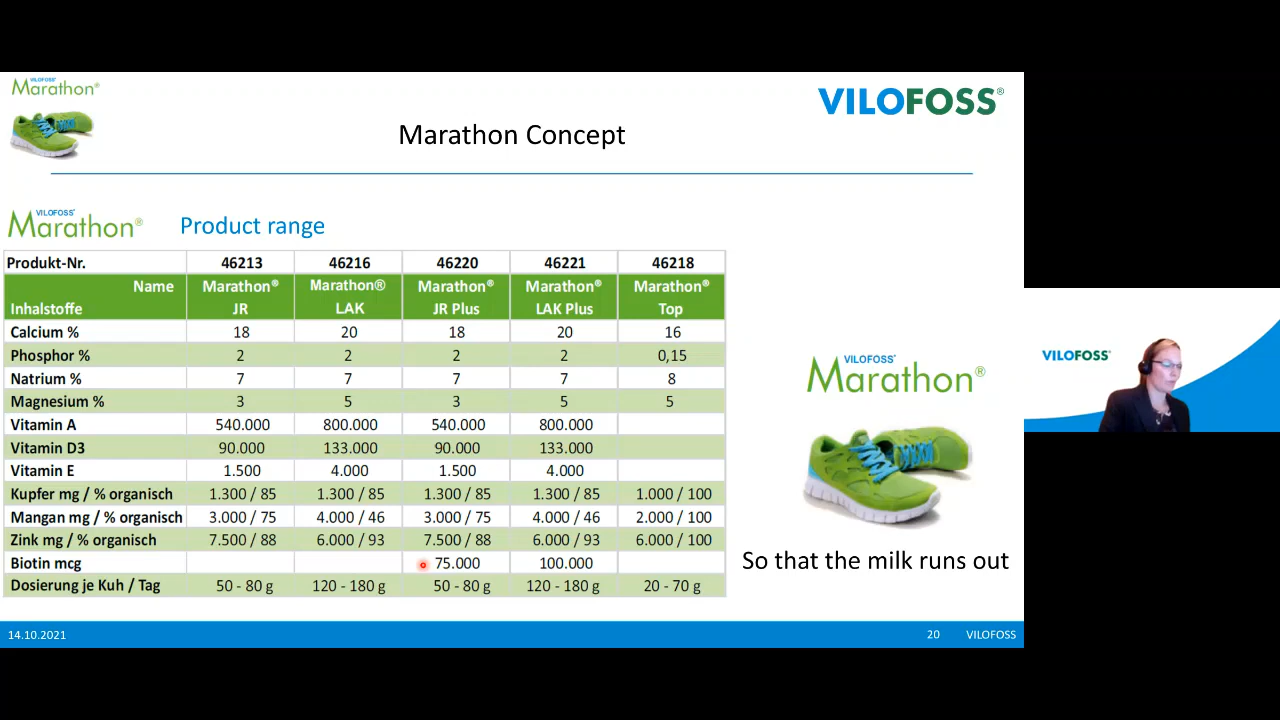 VILOFOSS®
Marathon®
VILOFOSS®
Marathon Concept
VILOFOSS®
Marathon®
Product range
Produkt-Nr. 46213 46216 46220 46221 46218
Name Marathon® Marathon® Marathon® Marathon® Marathon®
Inhalstoffe JR LAK JR Plus LAK Plus Top
Calcium % 18 20 18 20 16
Phosphor % 2 2 2 2 0,15
Natrium % 7 7 7 7 8
Magnesium % 3 5 3 5 5
Vitamin A 540.000 800.000 540.000 800.000
Vitamin D3 90.000 133.000 90.000 133.000
Vitamin E 1.500 4.000 1.500 4.000
Kupfer mg / % organisch 1.300 / 85 1.300 / 85 1.300 / 85 1.300 / 85 1.000 / 100
Mangan mg / % organisch 3.000 / 75 4.000 / 46 3.000 / 75 4.000 / 46 2.000 / 100
Zink mg / % organisch 7.500 / 88 6.000 / 93 7.500 / 88 6.000 / 93 6.000 / 100
Biotin mcg 75.000 100.000
Dosierung je Kuh / Tag 50 - 80 g 120 - 180 g 50 - 80 g 120 - 180 g 20 - 70 g
VILOFOSS®
Marathon®
So that the milk runs out
14.10.2021 20 VILOFOSS
VILOFOSS®